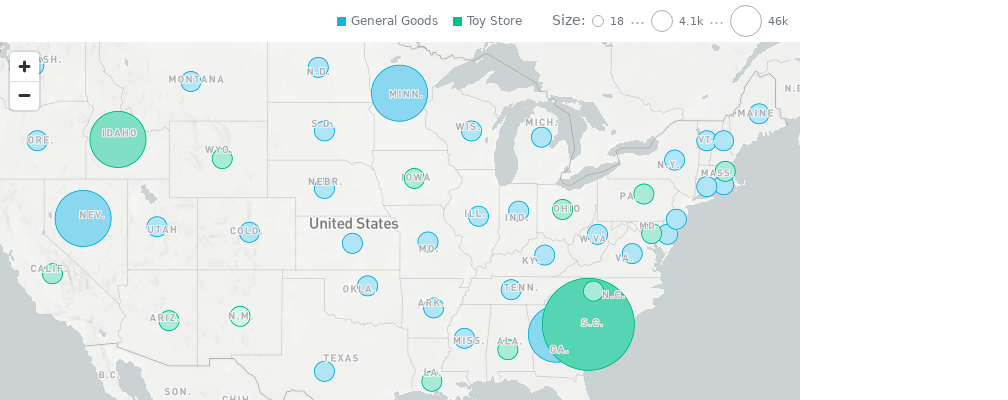 General Goods Toy Store Size: 18 ... 4.1k ... 46k
+
−
SH.
MONTANA
N.D.
MINN.
ORE.
IDAHO
WYO.
S.D.
WIS.
MICH.
VT.
MAINE
N.B
N.Y.
MASS.
NEBR.
IOWA
PA.
NEV.
UTAH
COLO.
United States
ILL.
IND.
OHIO
MD.
W.VA.
VA.
MO.
KY.
CALIF.
OKLA.
ARK.
TENN.
N.C.
ARIZ.
N.M.
S.C.
MISS.
ALA.
GA.
TEXAS
LA.
B.C.
SON.
CHIH.